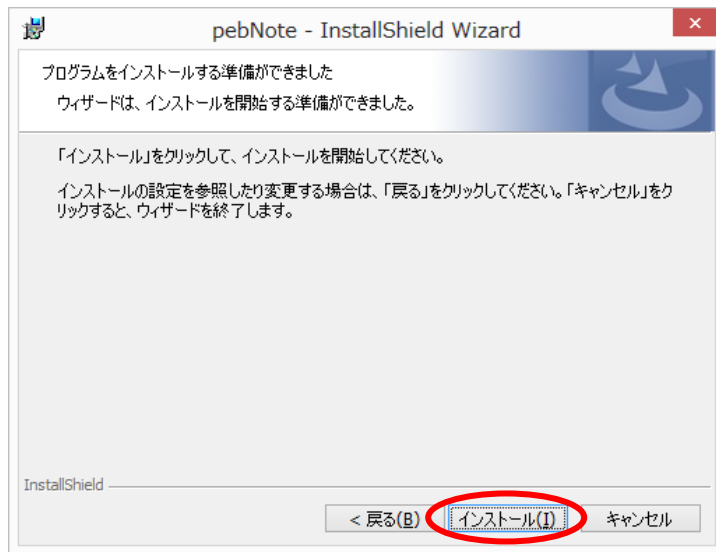 pebNote - InstallShield Wizard
プログラムをインストールする準備ができました
ウィザードは、インストールを開始する準備ができました。
「インストール」をクリックして、インストールを開始してください。
インストールの設定を参照したり変更する場合は、「戻る」をクリックしてください。「キャンセル」をク
リックすると、ウィザードを終了します。
InstallShield
< 戻る(B) インストール(I) キャンセル